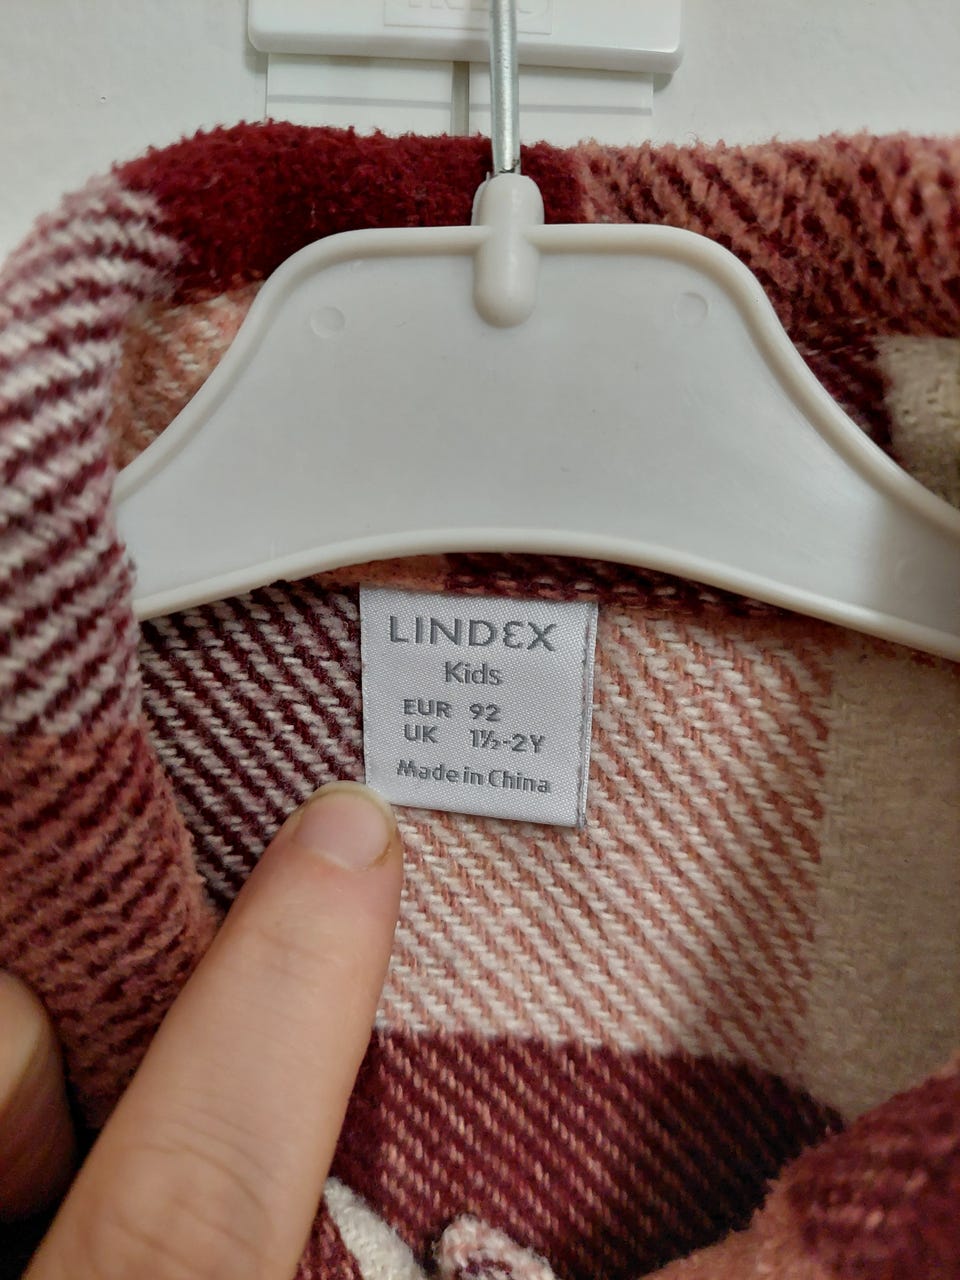 LINDEX
Kids
EUR 92
UK 1½-2Y
Made in China